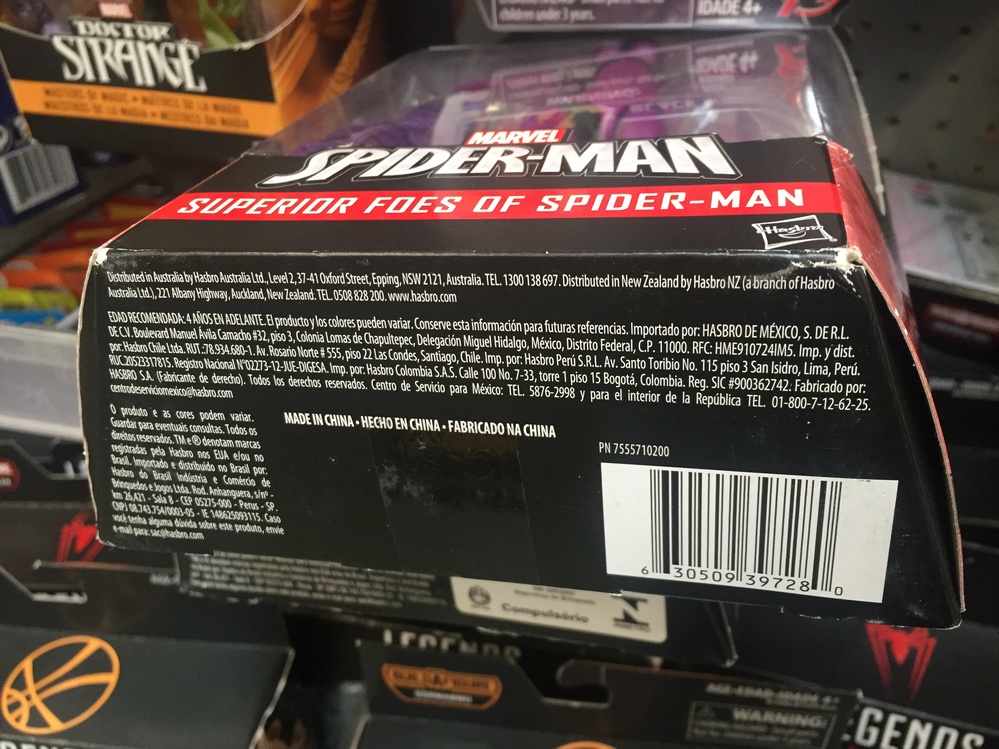 MARVEL
DOCTOR
STRANGE
children under 3 years.
IDADE 4+
MARVEL
SPIDER-MAN
SUPERIOR FOES OF SPIDER-MAN
Hasbro
Distributed in Australia by Hasbro Australia Ltd., Level 2, 37-41 Oxford Street, Epping, NSW 2121, Australia. TEL. 1300 138 697. Distributed in New Zealand by Hasbro NZ (a branch of Hasbro
Australia Ltd.), 221 Albany Highway, Auckland, New Zealand. TEL. 0508 828 200. www.hasbro.com
EDAD RECOMENDADA: 4 AÑOS EN ADELANTE. El producto y los colores pueden variar. Conserve esta información para futuras referencias. Importado por: HASBRO DE MÉXICO, S. DE R.L.
DE C.V. Boulevard Manuel Ávila Camacho #32, piso 3, Colonia Lomas de Chapultepec, Delegación Miguel Hidalgo, México, Distrito Federal, C.P. 11000. RFC: HME910724IM5. Imp. y dist.
por: Hasbro Chile Ltda. RUT.:78.934.680-1. Av. Rosario Norte # 555, piso 22 Las Condes, Santiago, Chile. Imp. por: Hasbro Perú S.R.L. Av. Santo Toribio No. 115 piso 3 San Isidro, Lima, Perú.
RUC:20523317815. Registro Nacional N°02273-12-JUE-DIGESA. Imp. por: Hasbro Colombia S.A.S. Calle 100 No. 7-33, torre 1 piso 15 Bogotá, Colombia. Reg. SIC #900362742. Fabricado por:
HASBRO S.A. (Fabricante de derecho). Todos los derechos reservados. Centro de Servicio para México: TEL. 5876-2998 y para el interior de la República TEL. 01-800-7-12-62-25.
centrodeserviciomexico@hasbro.com
O produto e as cores podem variar.
Guardar para eventuais consultas. Todos os
direitos reservados. TM e ® denotam marcas
registradas pela Hasbro nos EUA e/ou no
Brasil. Importado e distribuído no Brasil por:
Hasbro do Brasil Indústria e Comércio de
Brinquedos e Jogos Ltda. Rod. Anhanguera, s/nº -
km 26,421 - Sala 8 - CEP 05275-000 - Perus - SP.
CNPJ 08.743.754/0003-05 - IE 148625093115. Caso
você tenha alguma dúvida sobre este produto, envie
e-mail para: sac@hasbro.com
MADE IN CHINA • HECHO EN CHINA • FABRICADO NA CHINA
PN 7555710200
6 30509 39728 0
Compulsório
LEGENDS
AGE-EDAD-IDADE 4+
WARNING:
GENDS